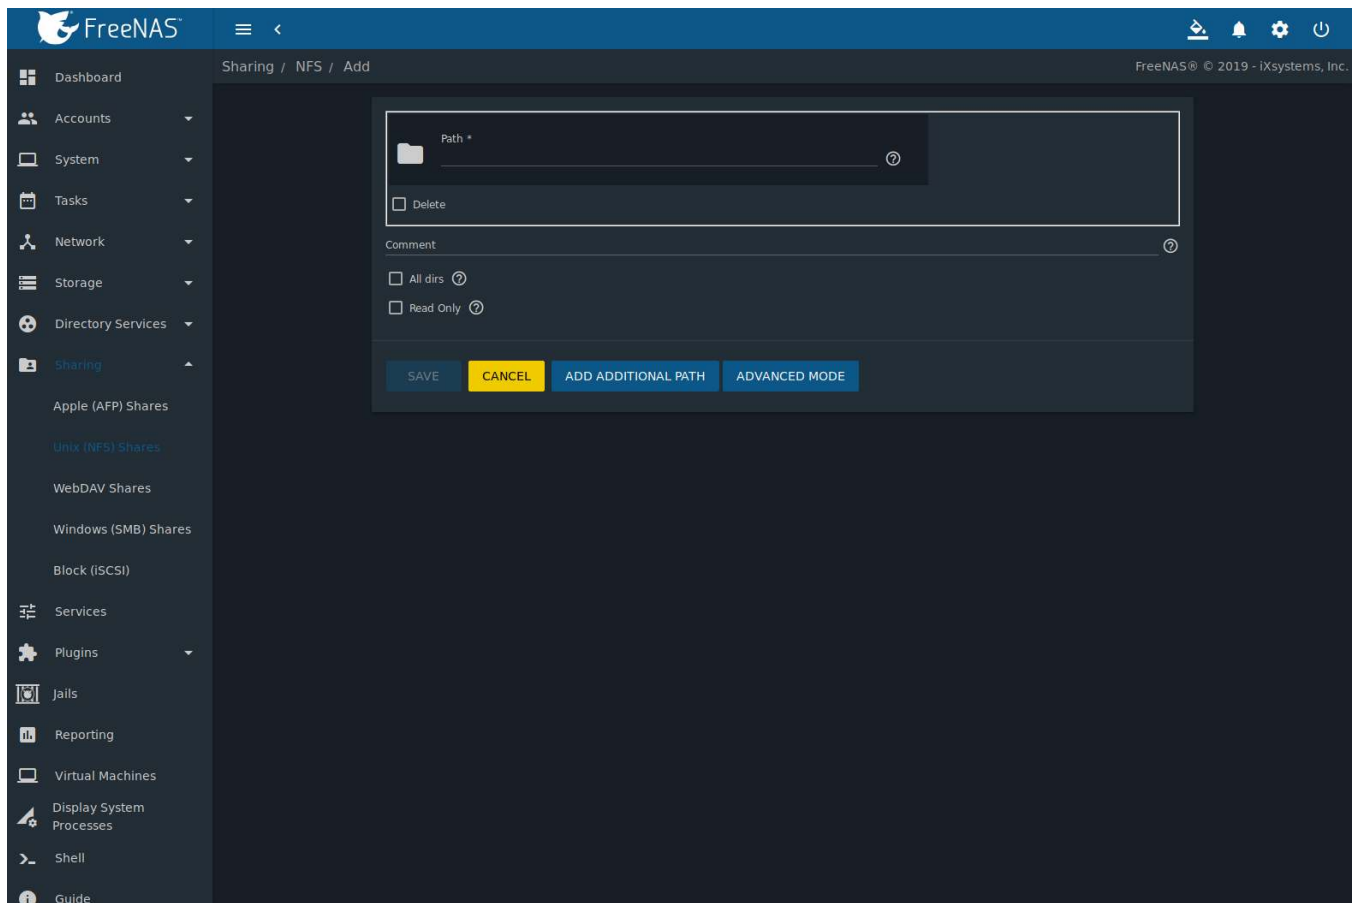 FreeNAS®
Sharing / NFS / Add
FreeNAS® © 2019 - iXsystems, Inc.
Dashboard
Accounts
System
Tasks
Network
Storage
Directory Services
Sharing
Apple (AFP) Shares
Unix (NFS) Shares
WebDAV Shares
Windows (SMB) Shares
Block (iSCSI)
Services
Plugins
Jails
Reporting
Virtual Machines
Display System
Processes
Shell
Guide
Path *
Delete
Comment
All dirs
Read Only
SAVE CANCEL ADD ADDITIONAL PATH ADVANCED MODE